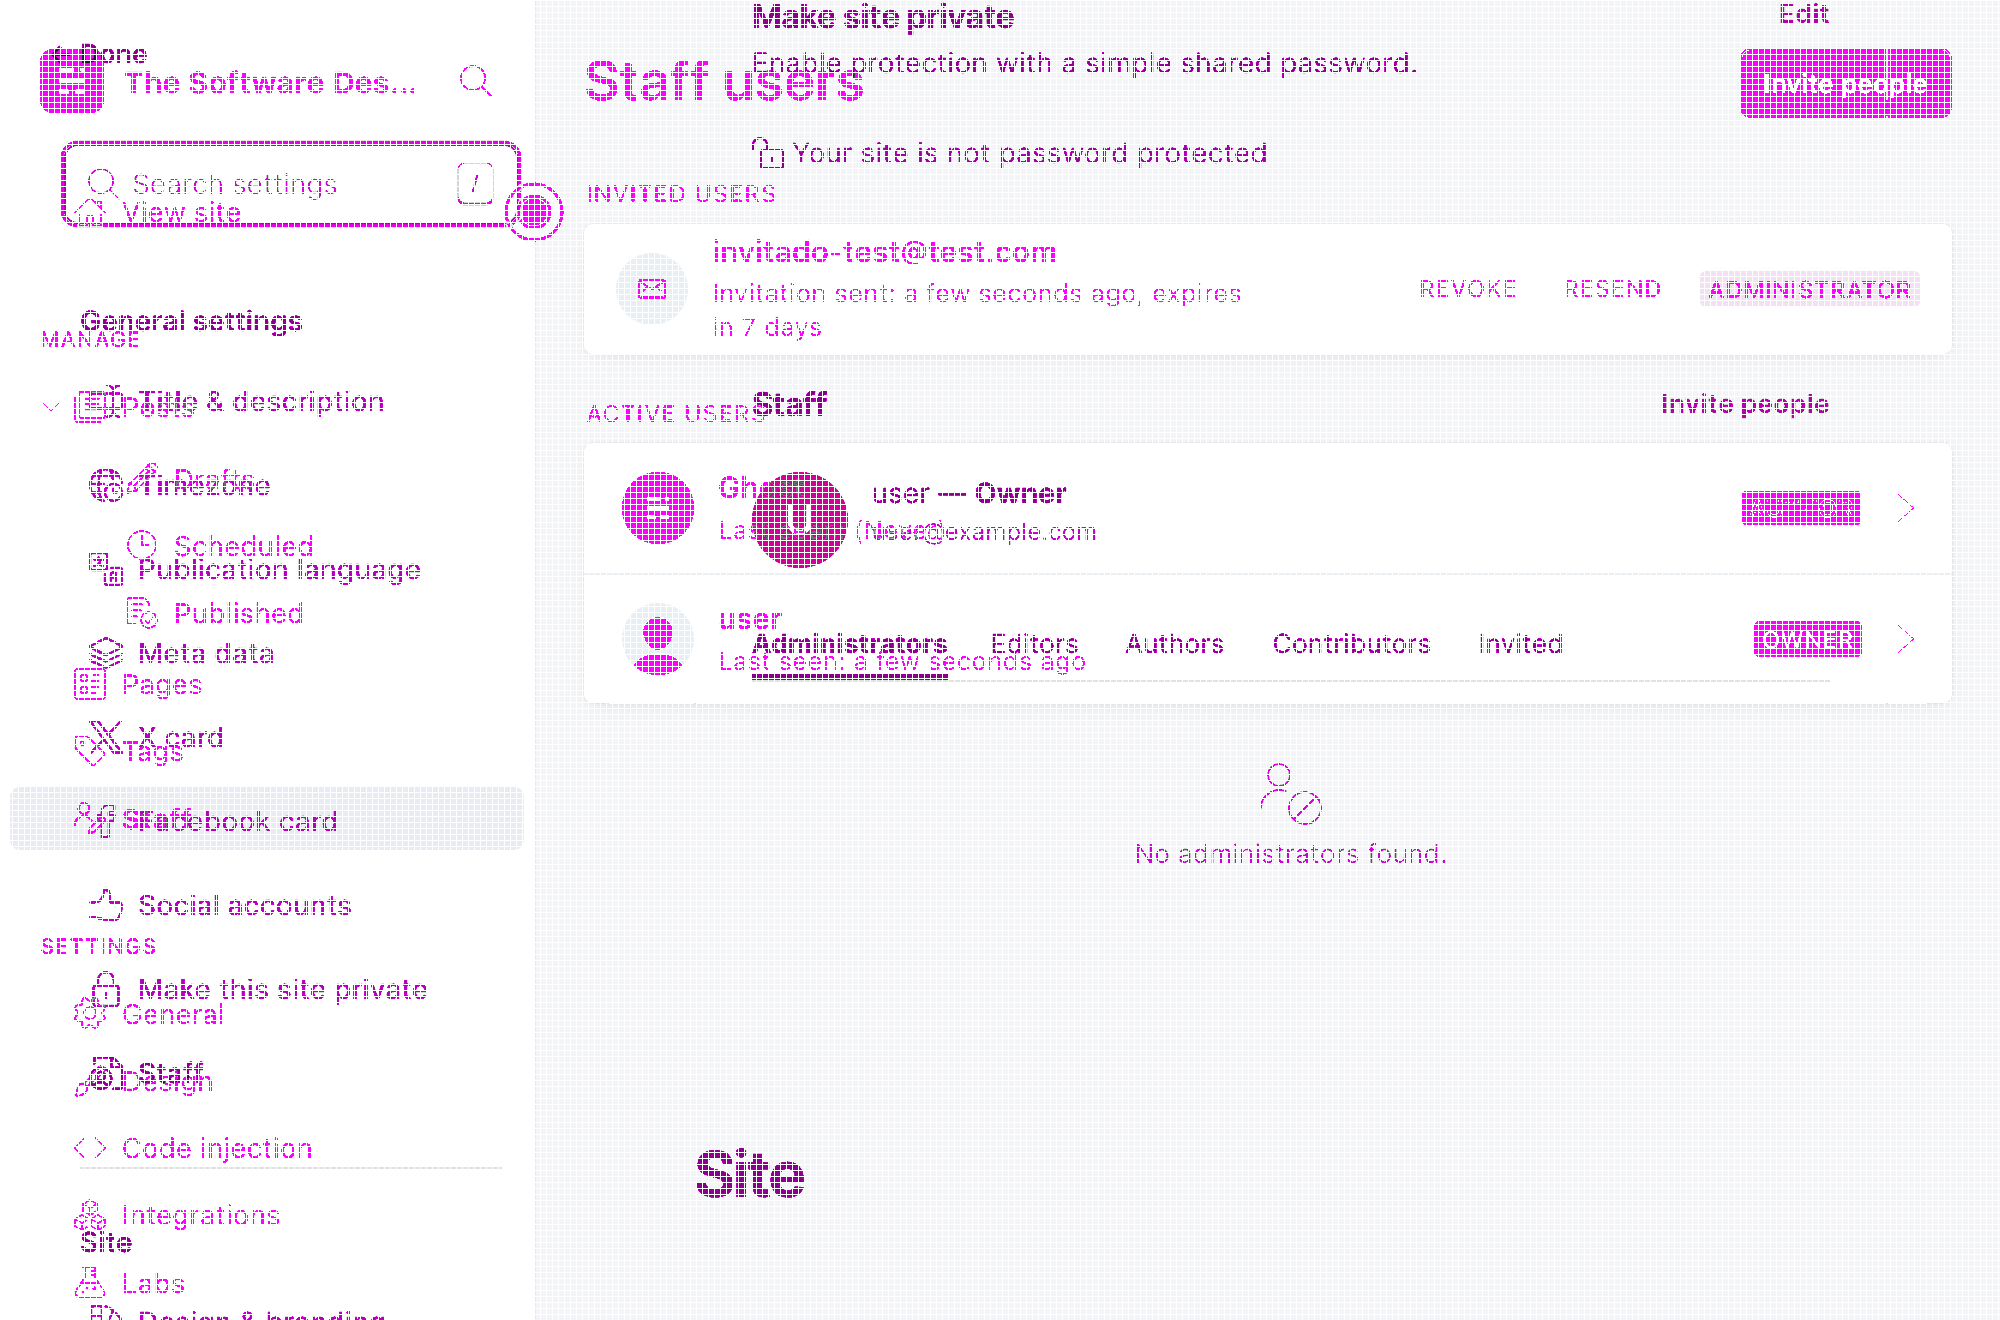 Done
The Software Des...
Search settings /
View site
General settings
MANAGE
Title & description
Posts
Drafts
Timezone
Scheduled
Publication language
Published
Meta data
Pages
X card
Tags
Staff
Facebook card
Social accounts
SETTINGS
Make this site private
General
Staff
Design
Code injection
Integrations
Site
Labs
Design & branding
Make site private
Edit
Enable protection with a simple shared password.
Staff users
Invite people
Your site is not password protected
INVITED USERS
invitado-test@test.com
Invitation sent: a few seconds ago, expires
in 7 days
REVOKE
RESEND
ADMINISTRATOR
Staff
Invite people
ACTIVE USERS
U
user — Owner
user
Administrators
Editors
Authors
Contributors
Invited
OWNER
Last seen: a few seconds ago
No administrators found.
Site